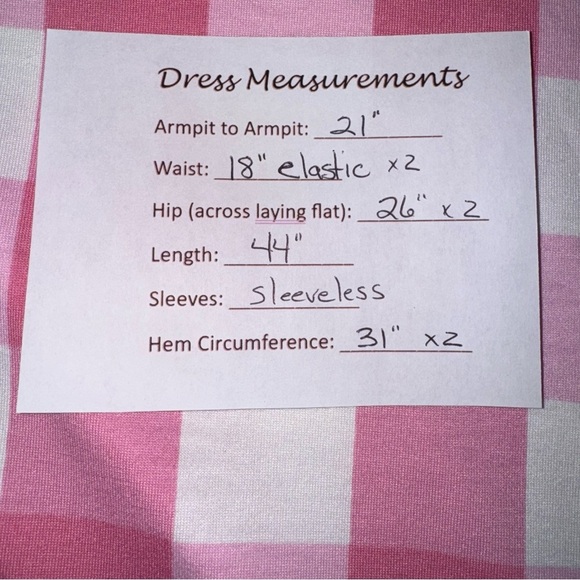 Dress Measurements
Armpit to Armpit: 21"
Waist: 18" elastic x2
Hip (across laying flat): 26" x 2
Length: 44"
Sleeves: Sleeveless
Hem Circumference: 31" x2